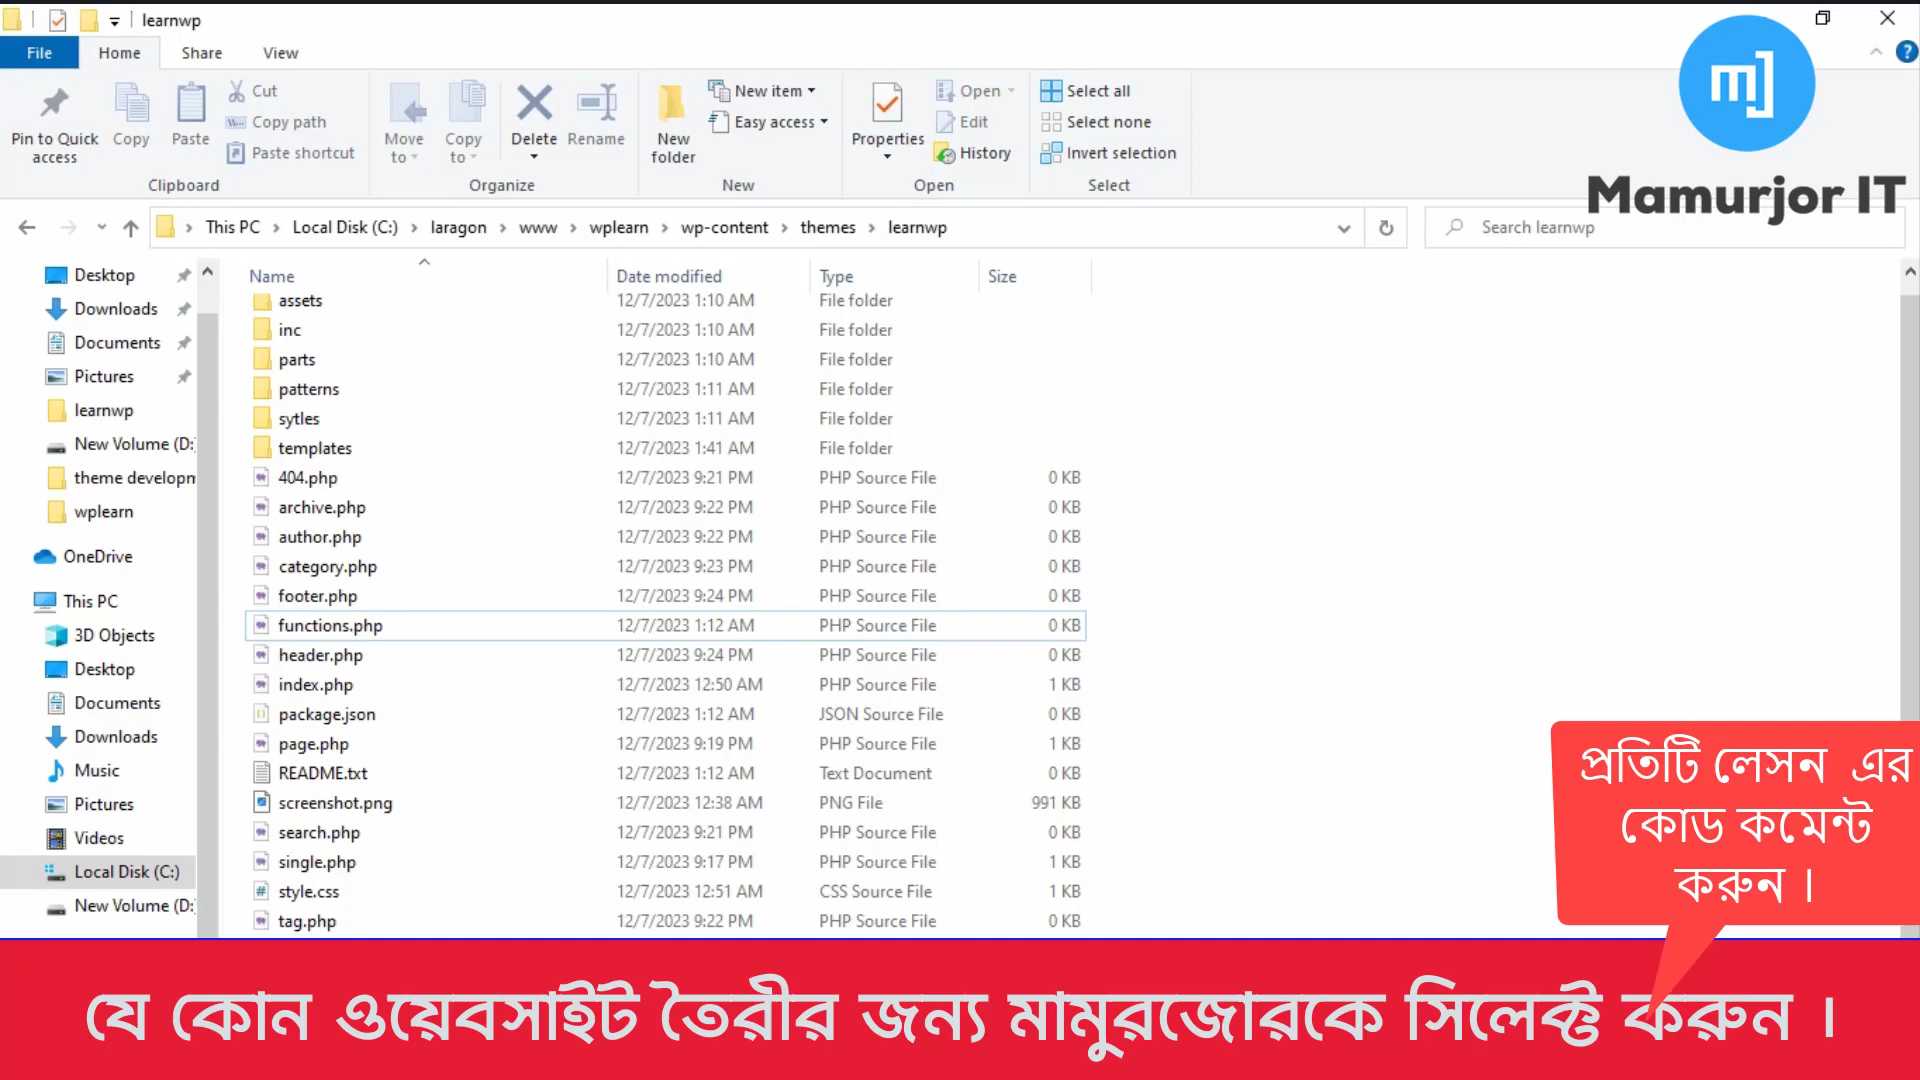 learnwp
File Home Share View
Pin to Quick access
Copy
Paste
Cut
Copy path
Paste shortcut
Clipboard
Move to
Copy to
Delete
Rename
Organize
New folder
New item
Easy access
New
Properties
Open
Edit
History
Open
Select all
Select none
Invert selection
Select
mj
Mamurjor IT
This PC > Local Disk (C:) > laragon > www > wplearn > wp-content > themes > learnwp
Search learnwp
Desktop
Downloads
Documents
Pictures
learnwp
New Volume (D:
theme developm
wplearn
OneDrive
This PC
3D Objects
Desktop
Documents
Downloads
Music
Pictures
Videos
Local Disk (C:)
New Volume (D:
Name Date modified Type Size
assets 12/7/2023 1:10 AM File folder
inc 12/7/2023 1:10 AM File folder
parts 12/7/2023 1:10 AM File folder
patterns 12/7/2023 1:11 AM File folder
sytles 12/7/2023 1:11 AM File folder
templates 12/7/2023 1:41 AM File folder
404.php 12/7/2023 9:21 PM PHP Source File 0 KB
archive.php 12/7/2023 9:22 PM PHP Source File 0 KB
author.php 12/7/2023 9:22 PM PHP Source File 0 KB
category.php 12/7/2023 9:23 PM PHP Source File 0 KB
footer.php 12/7/2023 9:24 PM PHP Source File 0 KB
functions.php 12/7/2023 1:12 AM PHP Source File 0 KB
header.php 12/7/2023 9:24 PM PHP Source File 0 KB
index.php 12/7/2023 12:50 AM PHP Source File 1 KB
package.json 12/7/2023 1:12 AM JSON Source File 0 KB
page.php 12/7/2023 9:19 PM PHP Source File 1 KB
README.txt 12/7/2023 1:12 AM Text Document 0 KB
screenshot.png 12/7/2023 12:38 AM PNG File 991 KB
search.php 12/7/2023 9:21 PM PHP Source File 0 KB
single.php 12/7/2023 9:17 PM PHP Source File 1 KB
style.css 12/7/2023 12:51 AM CSS Source File 1 KB
tag.php 12/7/2023 9:22 PM PHP Source File 0 KB
প্রতিটি লেসন এর
কোড কমেন্ট
করুন ।
যে কোন ওয়েবসাইট তৈরীর জন্য মামুরজোরকে সিলেক্ট করুন ।